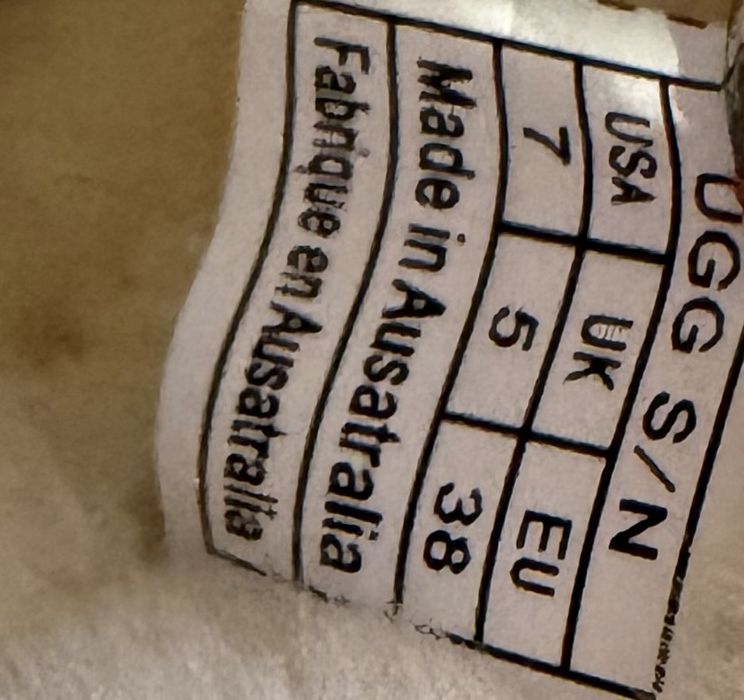 UGG S/N
USA UK EU
7 5 38
Made in Ausatralia
Fabrique en Ausatralia